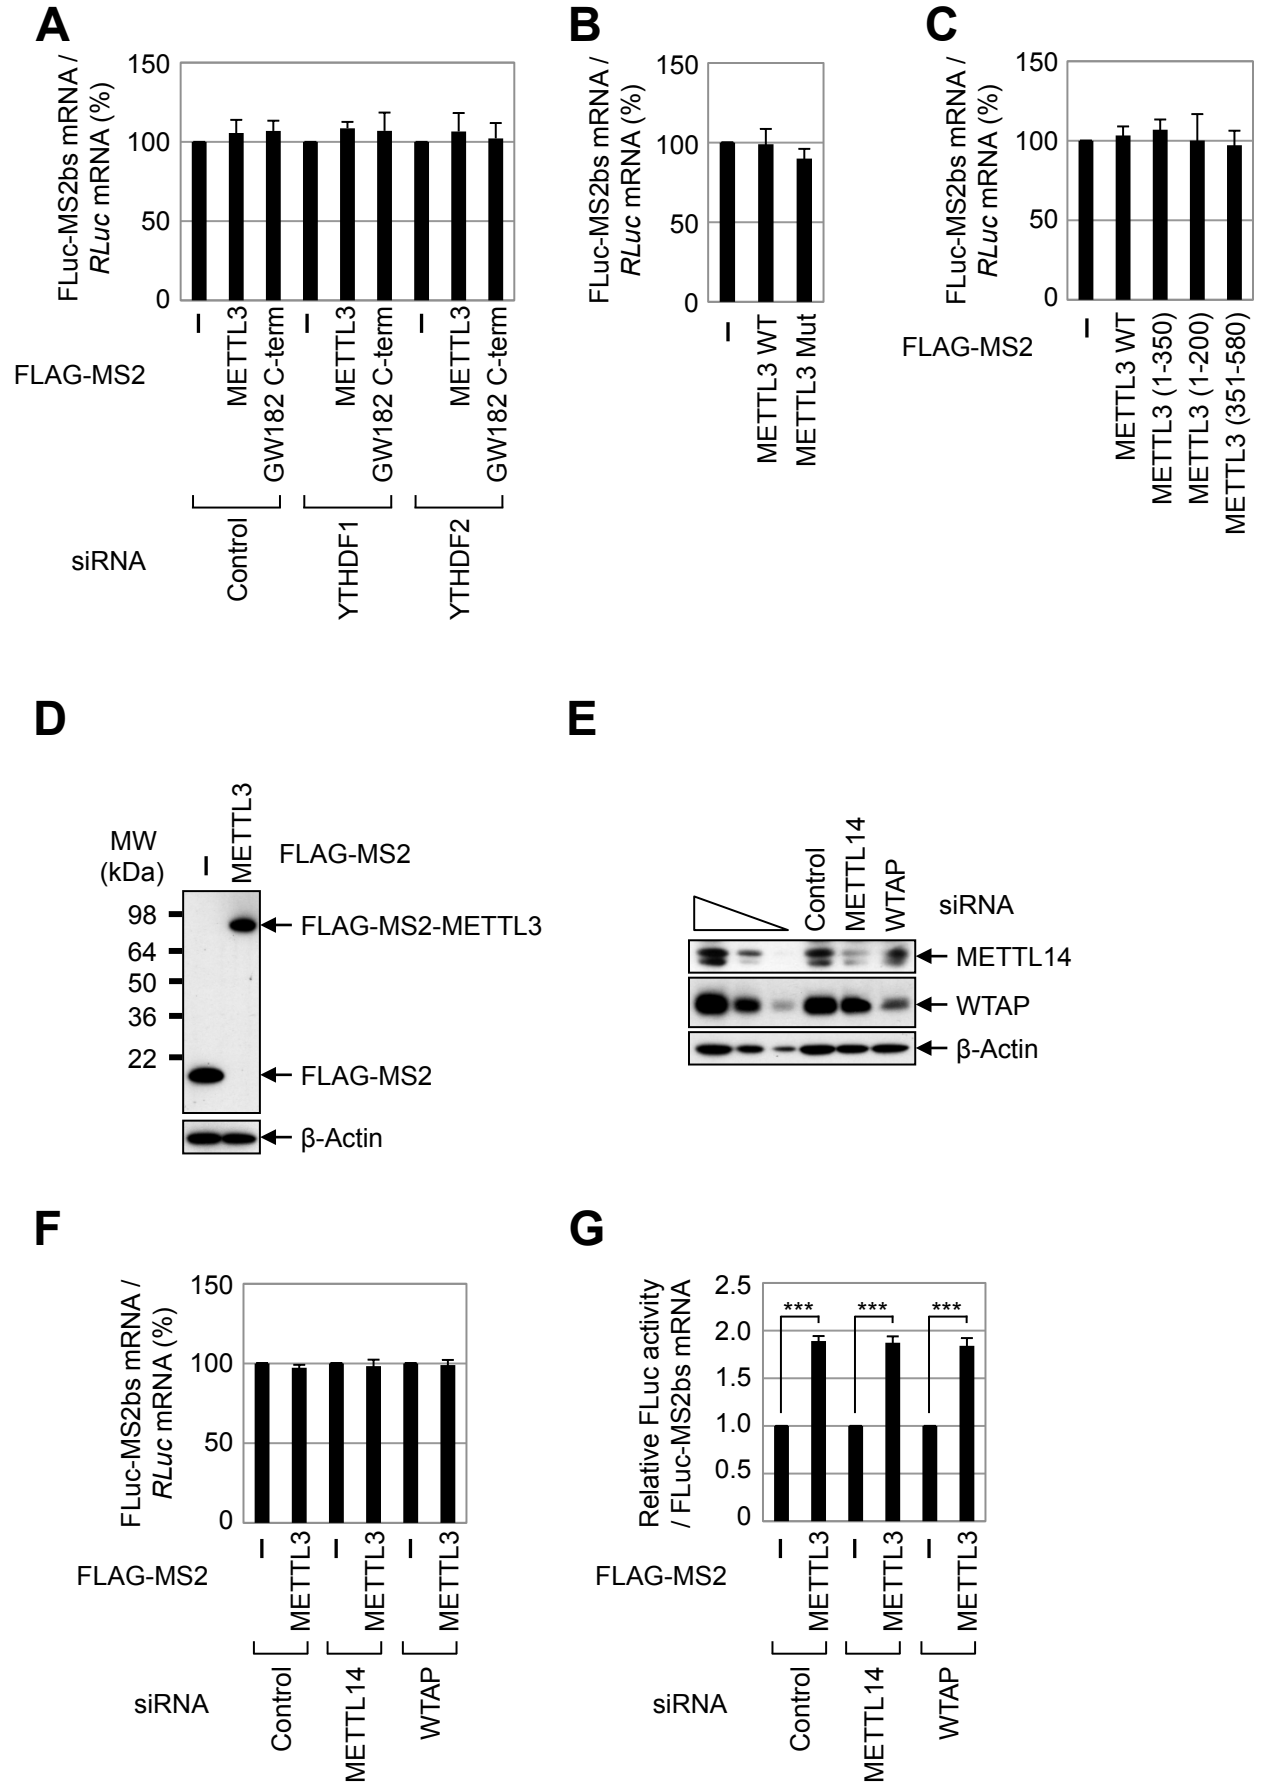 A
FLuc-MS2bs mRNA /
RLuc mRNA (%)
150
100
50
0
FLAG-MS2
– METTL3 GW182 C-term – METTL3 GW182 C-term – METTL3 GW182 C-term
siRNA
Control YTHDF1 YTHDF2
B
FLuc-MS2bs mRNA /
RLuc mRNA (%)
150
100
50
0
– METTL3 WT METTL3 Mut
C
FLuc-MS2bs mRNA /
RLuc mRNA (%)
150
100
50
0
FLAG-MS2
– METTL3 WT METTL3 (1-350) METTL3 (1-200) METTL3 (351-580)
D
MW
(kDa)
– METTL3
FLAG-MS2
98
64
50
36
22
FLAG-MS2-METTL3
FLAG-MS2
β-Actin
E
Control METTL14 WTAP
siRNA
METTL14
WTAP
β-Actin
F
FLuc-MS2bs mRNA /
RLuc mRNA (%)
150
100
50
0
FLAG-MS2
– METTL3 – METTL3 – METTL3
siRNA
Control METTL14 WTAP
G
Relative FLuc activity
/ FLuc-MS2bs mRNA
2.5
2.0
1.5
1.0
0.5
0
*** *** ***
FLAG-MS2
– METTL3 – METTL3 – METTL3
siRNA
Control METTL14 WTAP